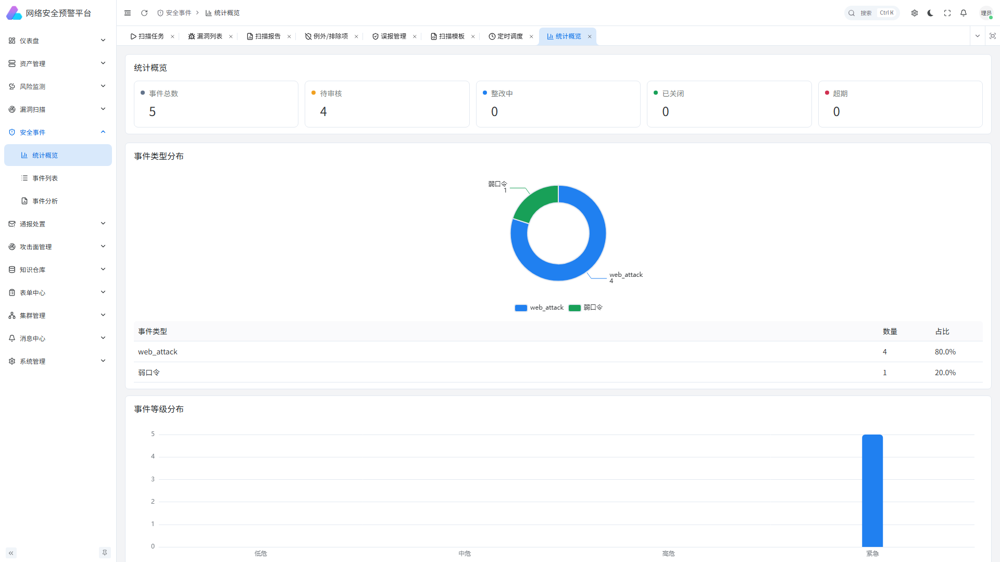 网络安全预警平台
安全事件
统计概览
搜索
Ctrl K
理员
扫描任务
漏洞列表
扫描报告
例外/排除项
误报管理
扫描模板
定时调度
统计概览
仪表盘
资产管理
风险监测
漏洞扫描
安全事件
统计概览
事件列表
事件分析
通报处置
攻击面管理
知识仓库
表单中心
集群管理
消息中心
系统管理
统计概览
事件总数
5
待审核
4
整改中
0
已关闭
0
超期
0
事件类型分布
弱口令
1
web_attack
4
web_attack
弱口令
事件类型 数量 占比
web_attack 4 80.0%
弱口令 1 20.0%
事件等级分布
5
4
3
2
1
0
低危 中危 高危 紧急